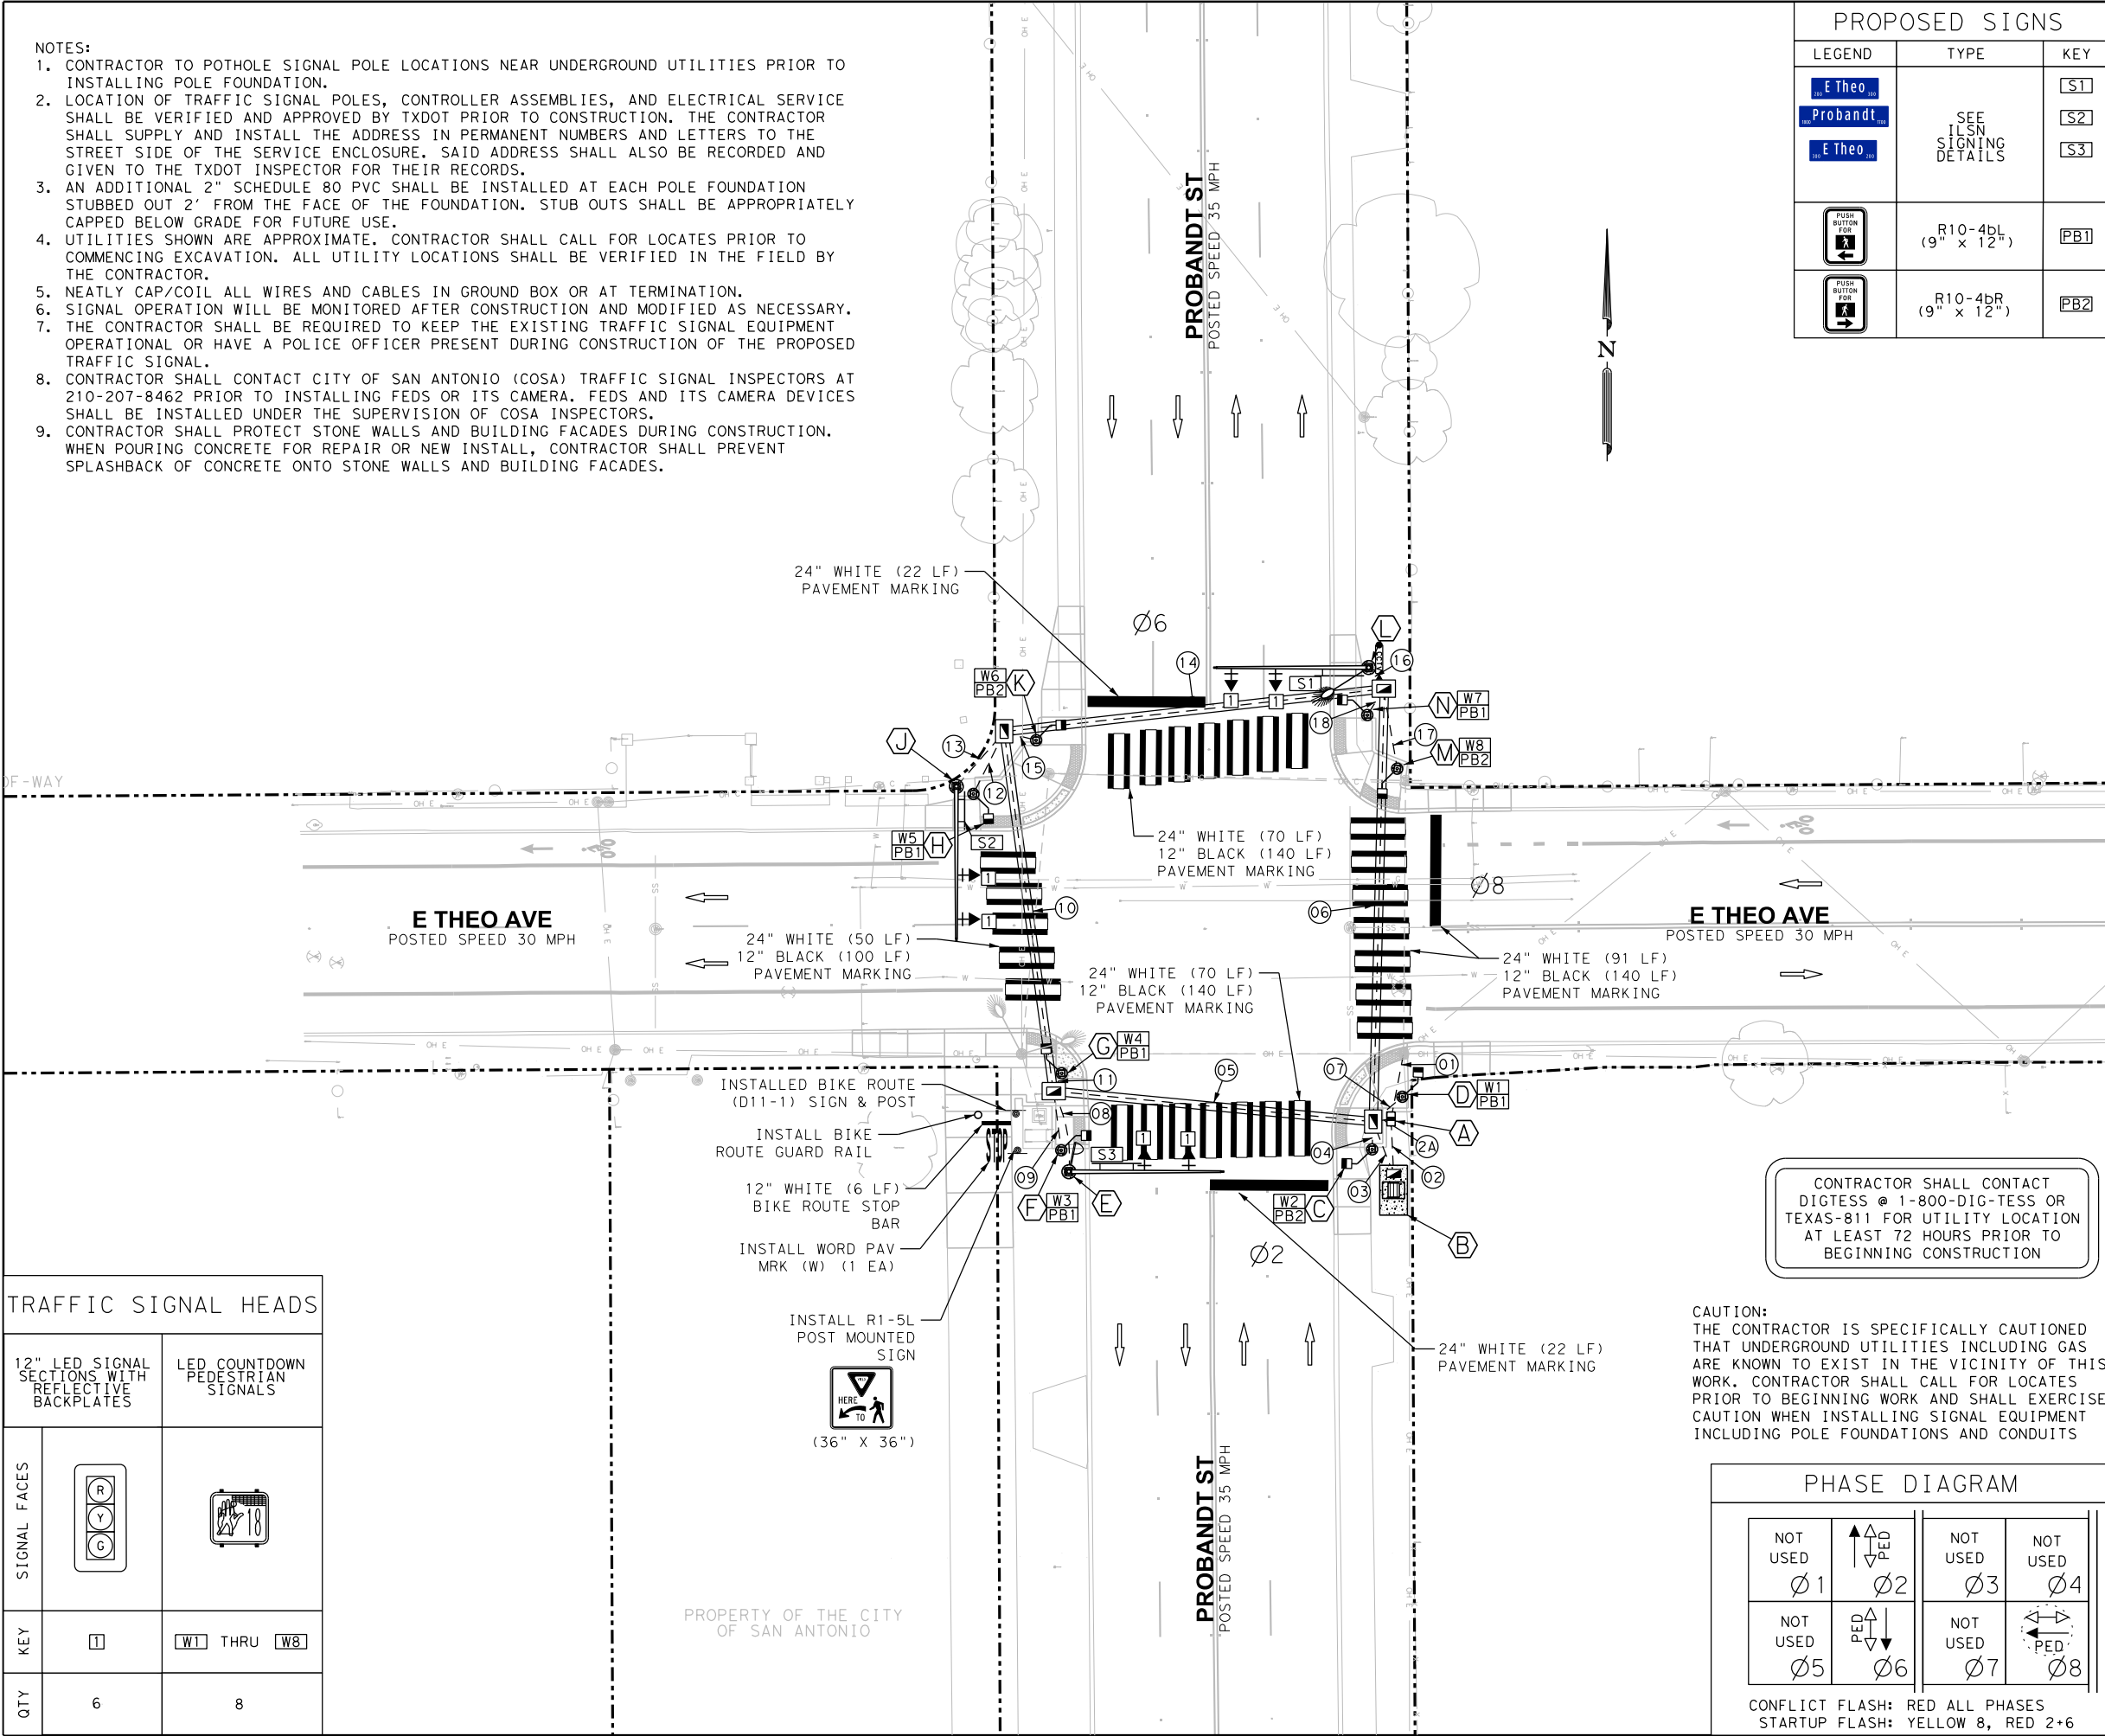 NOTES:
1. CONTRACTOR TO POTHOLE SIGNAL POLE LOCATIONS NEAR UNDERGROUND UTILITIES PRIOR TO
INSTALLING POLE FOUNDATION.
2. LOCATION OF TRAFFIC SIGNAL POLES, CONTROLLER ASSEMBLIES, AND ELECTRICAL SERVICE
SHALL BE VERIFIED AND APPROVED BY TXDOT PRIOR TO CONSTRUCTION. THE CONTRACTOR
SHALL SUPPLY AND INSTALL THE ADDRESS IN PERMANENT NUMBERS AND LETTERS TO THE
STREET SIDE OF THE SERVICE ENCLOSURE. SAID ADDRESS SHALL ALSO BE RECORDED AND
GIVEN TO THE TXDOT INSPECTOR FOR THEIR RECORDS.
3. AN ADDITIONAL 2" SCHEDULE 80 PVC SHALL BE INSTALLED AT EACH POLE FOUNDATION
STUBBED OUT 2' FROM THE FACE OF THE FOUNDATION. STUB OUTS SHALL BE APPROPRIATELY
CAPPED BELOW GRADE FOR FUTURE USE.
4. UTILITIES SHOWN ARE APPROXIMATE. CONTRACTOR SHALL CALL FOR LOCATES PRIOR TO
COMMENCING EXCAVATION. ALL UTILITY LOCATIONS SHALL BE VERIFIED IN THE FIELD BY
THE CONTRACTOR.
5. NEATLY CAP/COIL ALL WIRES AND CABLES IN GROUND BOX OR AT TERMINATION.
6. SIGNAL OPERATION WILL BE MONITORED AFTER CONSTRUCTION AND MODIFIED AS NECESSARY.
7. THE CONTRACTOR SHALL BE REQUIRED TO KEEP THE EXISTING TRAFFIC SIGNAL EQUIPMENT
OPERATIONAL OR HAVE A POLICE OFFICER PRESENT DURING CONSTRUCTION OF THE PROPOSED
TRAFFIC SIGNAL.
8. CONTRACTOR SHALL CONTACT CITY OF SAN ANTONIO (COSA) TRAFFIC SIGNAL INSPECTORS AT
210-207-8462 PRIOR TO INSTALLING FEDS OR ITS CAMERA. FEDS AND ITS CAMERA DEVICES
SHALL BE INSTALLED UNDER THE SUPERVISION OF COSA INSPECTORS.
9. CONTRACTOR SHALL PROTECT STONE WALLS AND BUILDING FACADES DURING CONSTRUCTION.
WHEN POURING CONCRETE FOR REPAIR OR NEW INSTALL, CONTRACTOR SHALL PREVENT
SPLASHBACK OF CONCRETE ONTO STONE WALLS AND BUILDING FACADES.
PROPOSED SIGNS
LEGEND TYPE KEY
E Theo S1
Probandt S2
E Theo S3
SEE
ILSN
SIGNING
DETAILS
PUSH
BUTTON
FOR
R10-4bL
(9" x 12")
PB1
PUSH
BUTTON
FOR
R10-4bR
(9" x 12")
PB2
N
PROBANDT ST
POSTED SPEED 35 MPH
24" WHITE (22 LF)
PAVEMENT MARKING
Ø6
14
L
16
S1
1
1
W6
PB2
K
18
N
W7
PB1
17
M
W8
PB2
J
13
15
12
OF-WAY
W5
PB1
H
S2
24" WHITE (70 LF)
12" BLACK (140 LF)
PAVEMENT MARKING
1
1
10
06
Ø8
E THEO AVE
POSTED SPEED 30 MPH
E THEO AVE
POSTED SPEED 30 MPH
24" WHITE (50 LF)
12" BLACK (100 LF)
PAVEMENT MARKING
24" WHITE (70 LF)
12" BLACK (140 LF)
PAVEMENT MARKING
24" WHITE (91 LF)
12" BLACK (140 LF)
PAVEMENT MARKING
G
W4
PB1
11
05
07
01
D
W1
PB1
08
1
1
A
2A
04
03
02
S3
09
F
W3
PB1
E
W2
PB2
C
B
Ø2
INSTALLED BIKE ROUTE
(D11-1) SIGN & POST
INSTALL BIKE
ROUTE GUARD RAIL
12" WHITE (6 LF)
BIKE ROUTE STOP
BAR
INSTALL WORD PAV
MRK (W) (1 EA)
INSTALL R1-5L
POST MOUNTED
SIGN
HERE
TO
(36" X 36")
24" WHITE (22 LF)
PAVEMENT MARKING
PROBANDT ST
POSTED SPEED 35 MPH
PROPERTY OF THE CITY
OF SAN ANTONIO
CONTRACTOR SHALL CONTACT
DIGTESS @ 1-800-DIG-TESS OR
TEXAS-811 FOR UTILITY LOCATION
AT LEAST 72 HOURS PRIOR TO
BEGINNING CONSTRUCTION
CAUTION:
THE CONTRACTOR IS SPECIFICALLY CAUTIONED
THAT UNDERGROUND UTILITIES INCLUDING GAS
ARE KNOWN TO EXIST IN THE VICINITY OF THIS
WORK. CONTRACTOR SHALL CALL FOR LOCATES
PRIOR TO BEGINNING WORK AND SHALL EXERCISE
CAUTION WHEN INSTALLING SIGNAL EQUIPMENT
INCLUDING POLE FOUNDATIONS AND CONDUITS
TRAFFIC SIGNAL HEADS
12" LED SIGNAL
SECTIONS WITH
REFLECTIVE
BACKPLATES
LED COUNTDOWN
PEDESTRIAN
SIGNALS
SIGNAL FACES
R
Y
G
18
KEY 1 W1 THRU W8
QTY 6 8
PHASE DIAGRAM
NOT
USED
Ø1
PED
Ø2
NOT
USED
Ø3
NOT
USED
Ø4
NOT
USED
Ø5
PED
Ø6
NOT
USED
Ø7
PED
Ø8
CONFLICT FLASH: RED ALL PHASES
STARTUP FLASH: YELLOW 8, RED 2+6